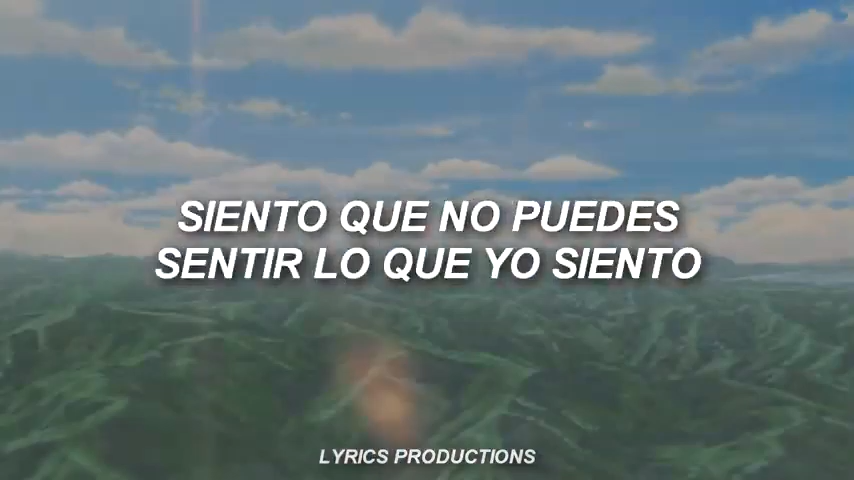 SIENTO QUE NO PUEDES
SENTIR LO QUE YO SIENTO
LYRICS PRODUCTIONS